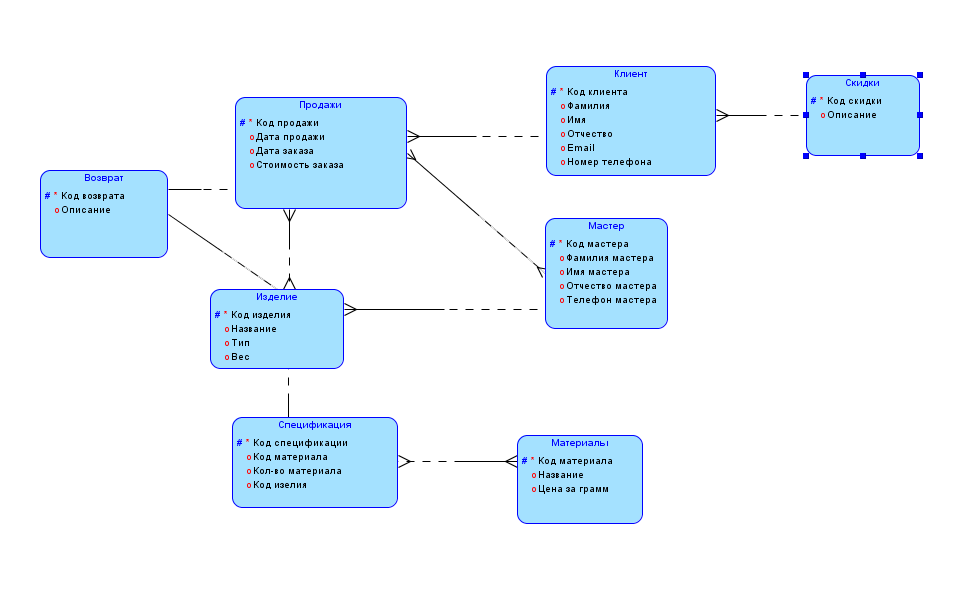 Клиент
# * Код клиента
o Фамилия
o Имя
o Отчество
o Email
o Номер телефона
Скидки
# * Код скидки
o Описание
Продажи
# * Код продажи
o Дата продажи
o Дата заказа
o Стоимость заказа
Возврат
# * Код возврата
o Описание
Мастер
# * Код мастера
o Фамилия мастера
o Имя мастера
o Отчество мастера
o Телефон мастера
Изделие
# * Код изделия
o Название
o Тип
o Вес
Спецификация
# * Код спецификации
o Код материала
o Кол-во материала
o Код изелия
Материалы
# * Код материала
o Название
o Цена за грамм